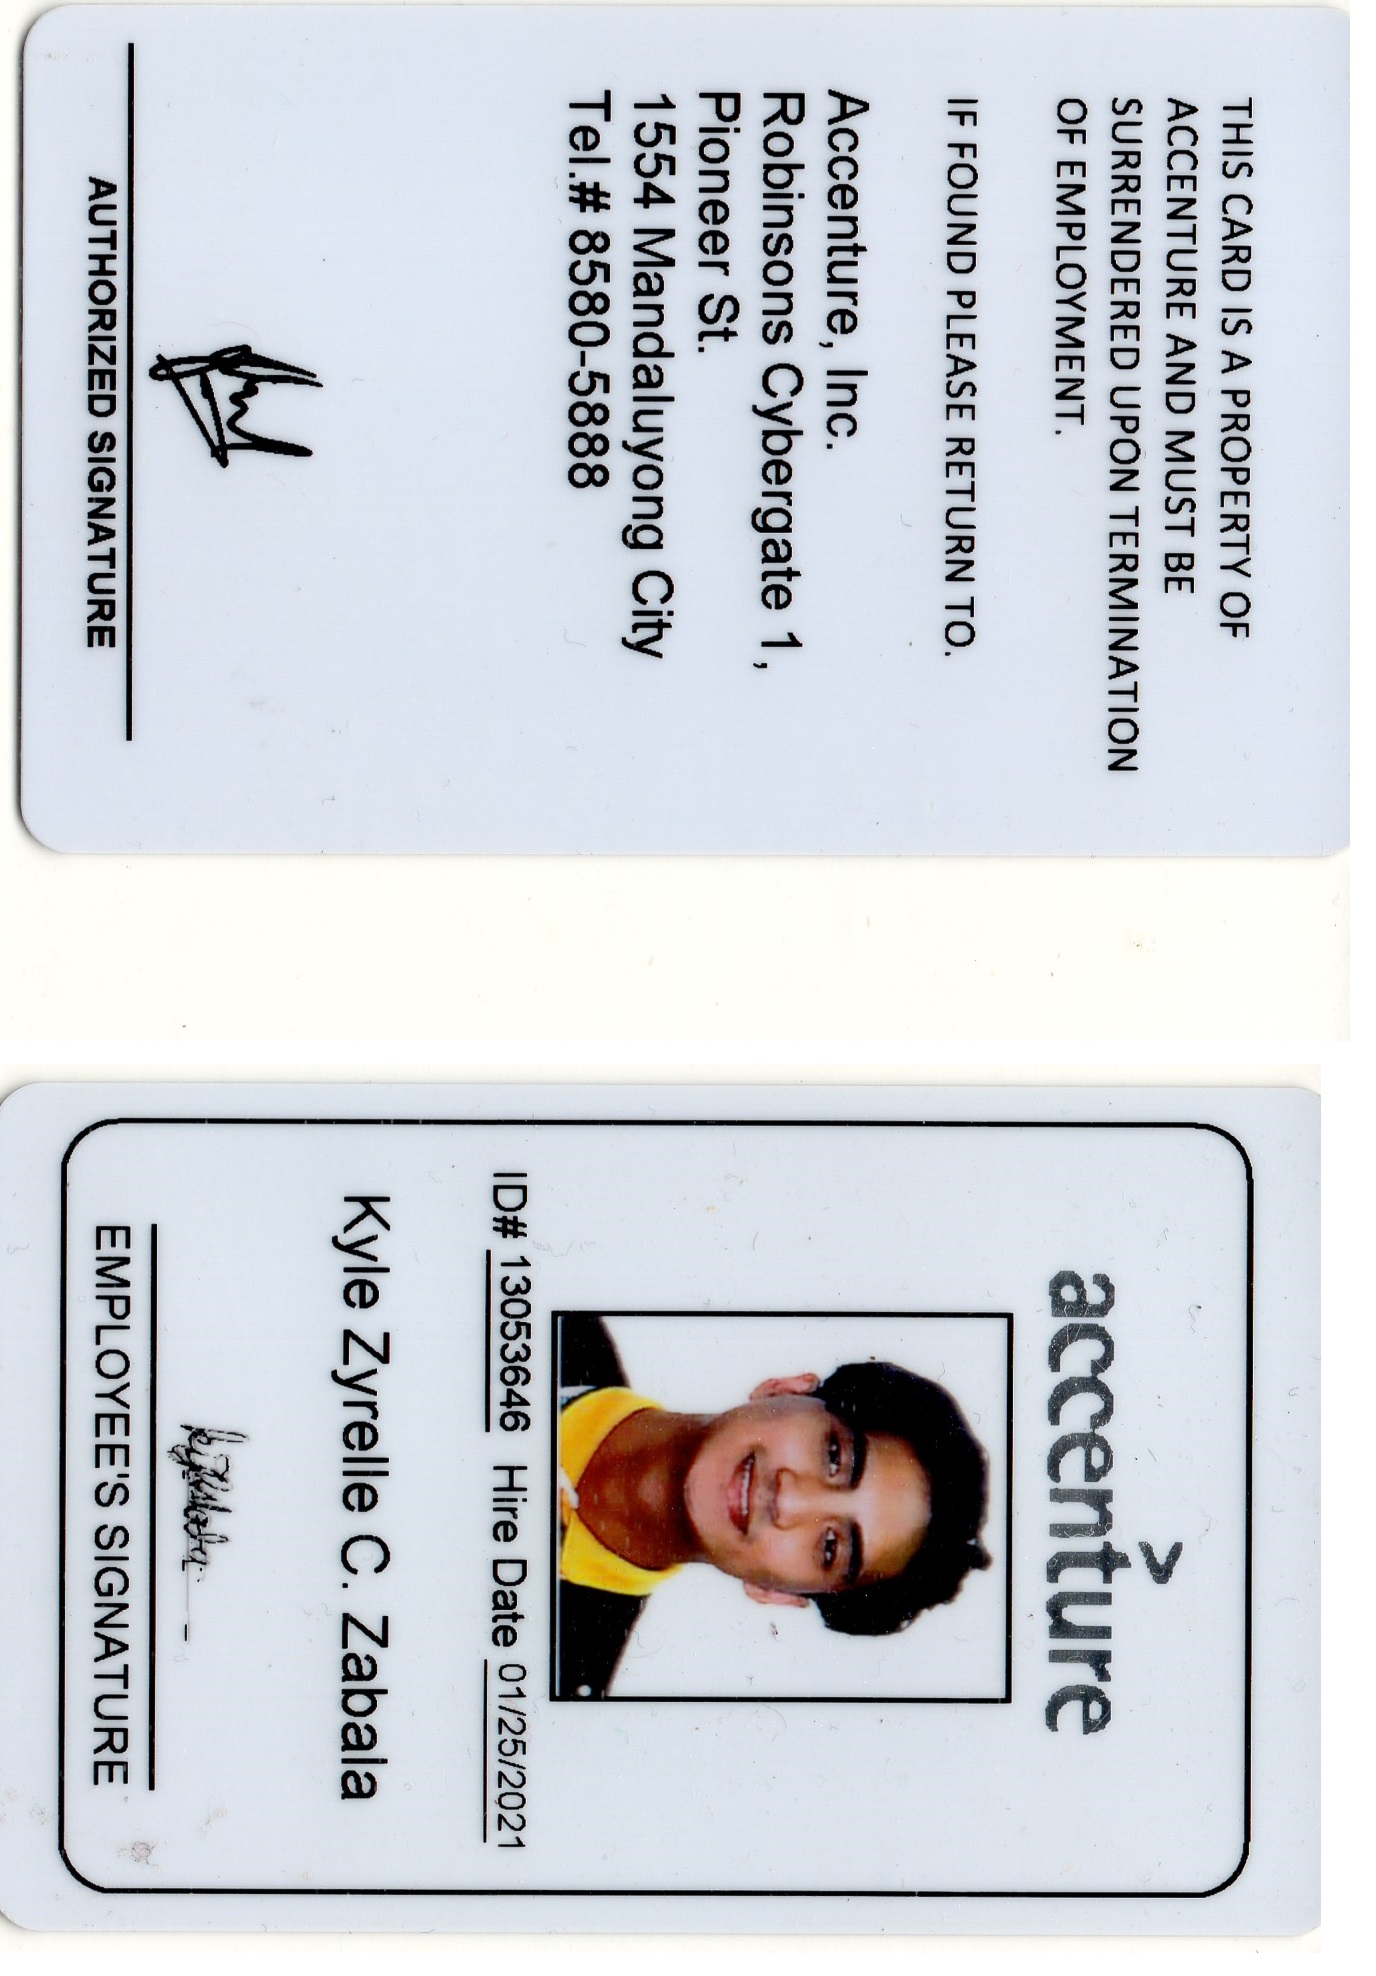 THIS CARD IS A PROPERTY OF
ACCENTURE AND MUST BE
SURRENDERED UPON TERMINATION
OF EMPLOYMENT.
IF FOUND PLEASE RETURN TO.
Accenture, Inc.
Robinsons Cybergate 1,
Pioneer St.
1554 Mandaluyong City
Tel.# 8580-5888
AUTHORIZED SIGNATURE
accenture
ID# 13053646 Hire Date 01/25/2021
Kyle Zyrelle C. Zabala
EMPLOYEE'S SIGNATURE